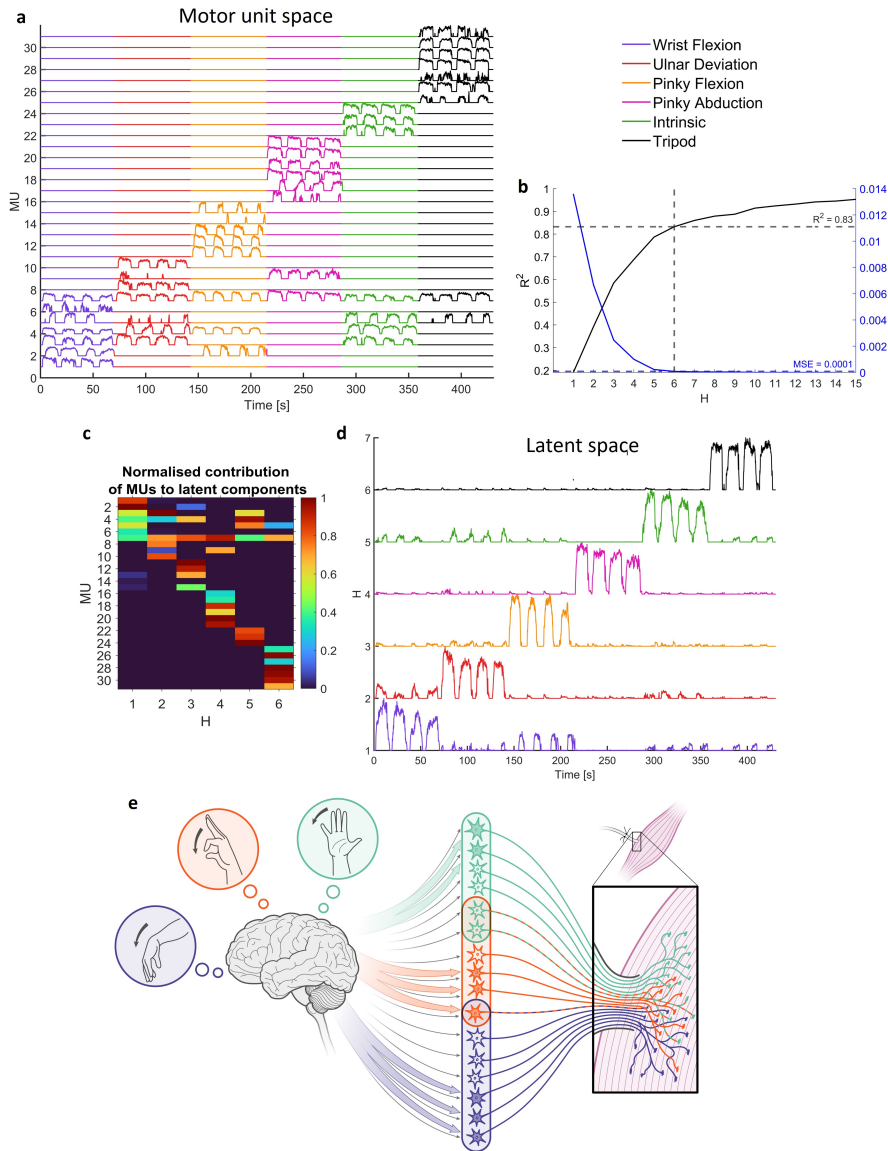 a
Motor unit space
30
28
26
24
22
20
18
16
14
12
10
8
6
4
2
0
MU
0
50
100
150
200
250
300
350
400
Time [s]
Wrist Flexion
Ulnar Deviation
Pinky Flexion
Pinky Abduction
Intrinsic
Tripod
b
1
0.9
0.8
0.7
0.6
0.5
0.4
0.3
0.2
R2
0.014
0.012
0.01
0.008
0.006
0.004
0.002
0
R2 = 0.83
MSE = 0.0001
1 2 3 4 5 6 7 8 9 10 11 12 13 14 15
H
c
Normalised contribution
of MUs to latent components
2
4
6
8
10
12
14
16
18
20
22
24
26
28
30
MU
1 2 3 4 5 6
H
1
0.8
0.6
0.4
0.2
0
d
Latent space
7
6
5
4
3
2
1
H
0
50
100
150
200
250
300
350
400
Time [s]
e